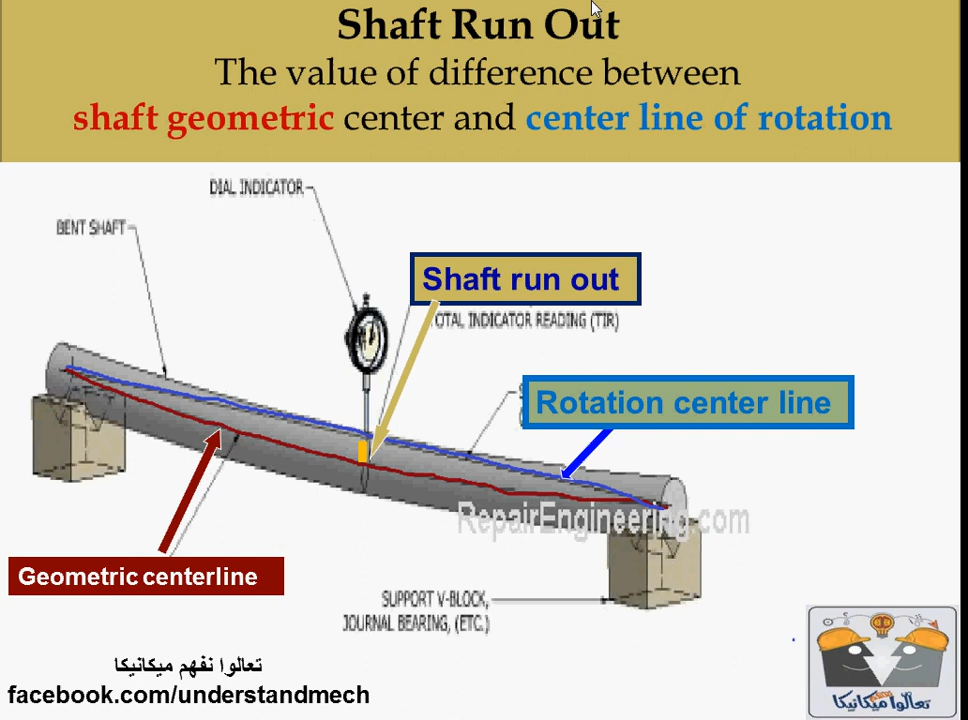 Shaft Run Out
The value of difference between
shaft geometric center and center line of rotation
DIAL INDICATOR
BENT SHAFT
Shaft run out
OTAL INDICATOR READING (TIR)
Rotation center line
RepairEngineering.com
Geometric centerline
SUPPORT V-BLOCK,
JOURNAL BEARING, (ETC.)
تعالوا نفهم ميكانيكا
facebook.com/understandmech
تعالوا ميكانيكا